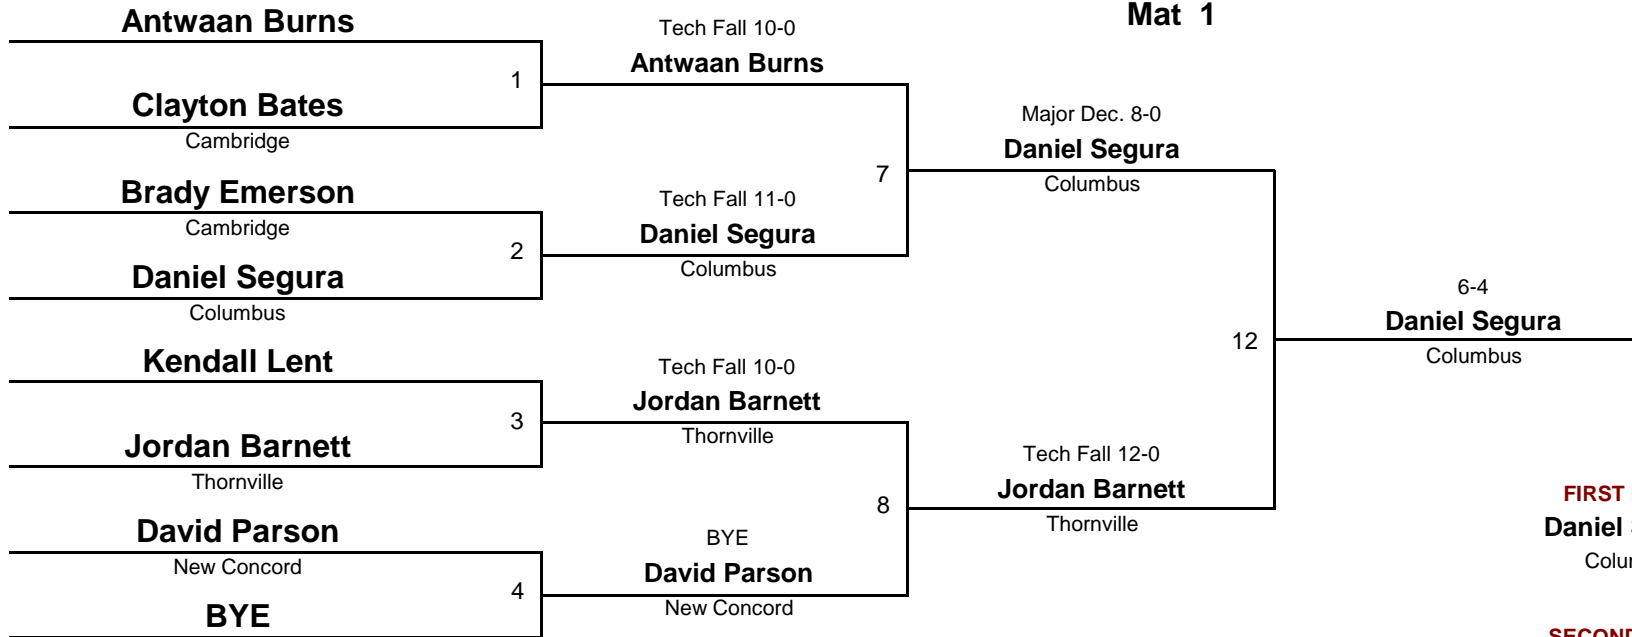 Antwaan Burns
Clayton Bates
Cambridge
1
Brady Emerson
Cambridge
Daniel Segura
Columbus
2
Kendall Lent
Jordan Barnett
Thornville
3
David Parson
New Concord
BYE
4
Tech Fall 10-0
Antwaan Burns
Tech Fall 11-0
Daniel Segura
Columbus
7
Tech Fall 10-0
Jordan Barnett
Thornville
BYE
David Parson
New Concord
8
Mat 1
Major Dec. 8-0
Daniel Segura
Columbus
Tech Fall 12-0
Jordan Barnett
Thornville
12
6-4
Daniel Segura
Columbus
FIRST
Daniel